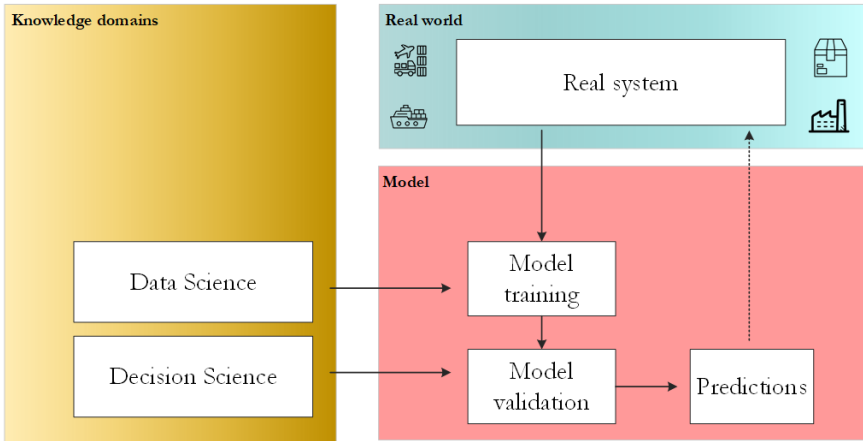 Knowledge domains
Real world
Real system
Model
Data Science
Model
training
Decision Science
Model
validation
Predictions